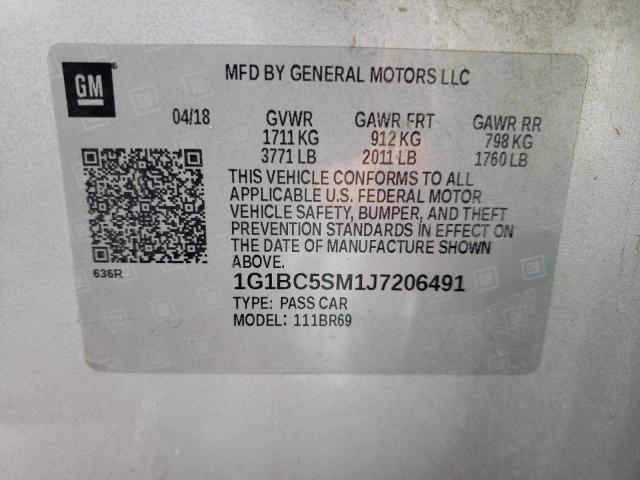 GM
MFD BY GENERAL MOTORS LLC
04/18 GVWR GAWR FRT GAWR RR
1711 KG 912 KG 798 KG
3771 LB 2011 LB 1760 LB
THIS VEHICLE CONFORMS TO ALL
APPLICABLE U.S. FEDERAL MOTOR
VEHICLE SAFETY, BUMPER, AND THEFT
PREVENTION STANDARDS IN EFFECT ON
THE DATE OF MANUFACTURE SHOWN
ABOVE.
636R
1G1BC5SM1J7206491
TYPE: PASS CAR
MODEL: 111BR69